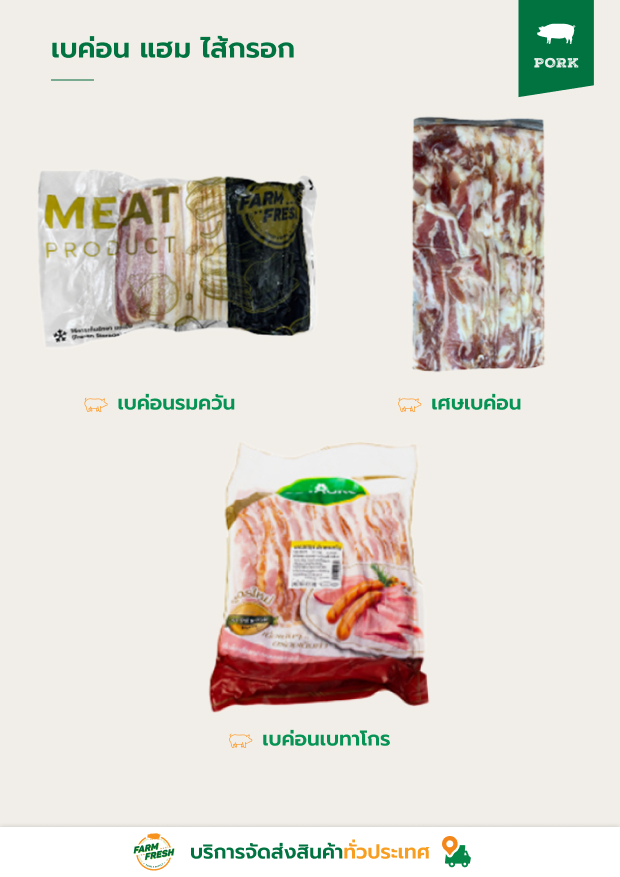 เบค่อน แฮม ไส้กรอก
PORK
MEAT
PRODUCT
FARM
FRESH
เบค่อนรมควัน
เศษเบค่อน
เบค่อนเบทาโกร
FARM
FRESH
บริการจัดส่งสินค้าทั่วประเทศ